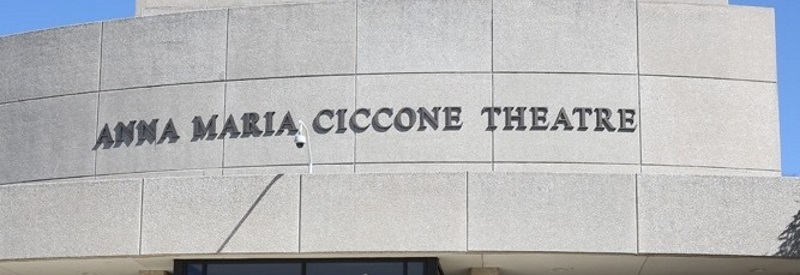 ANNA MARIA CICCONE THEATRE